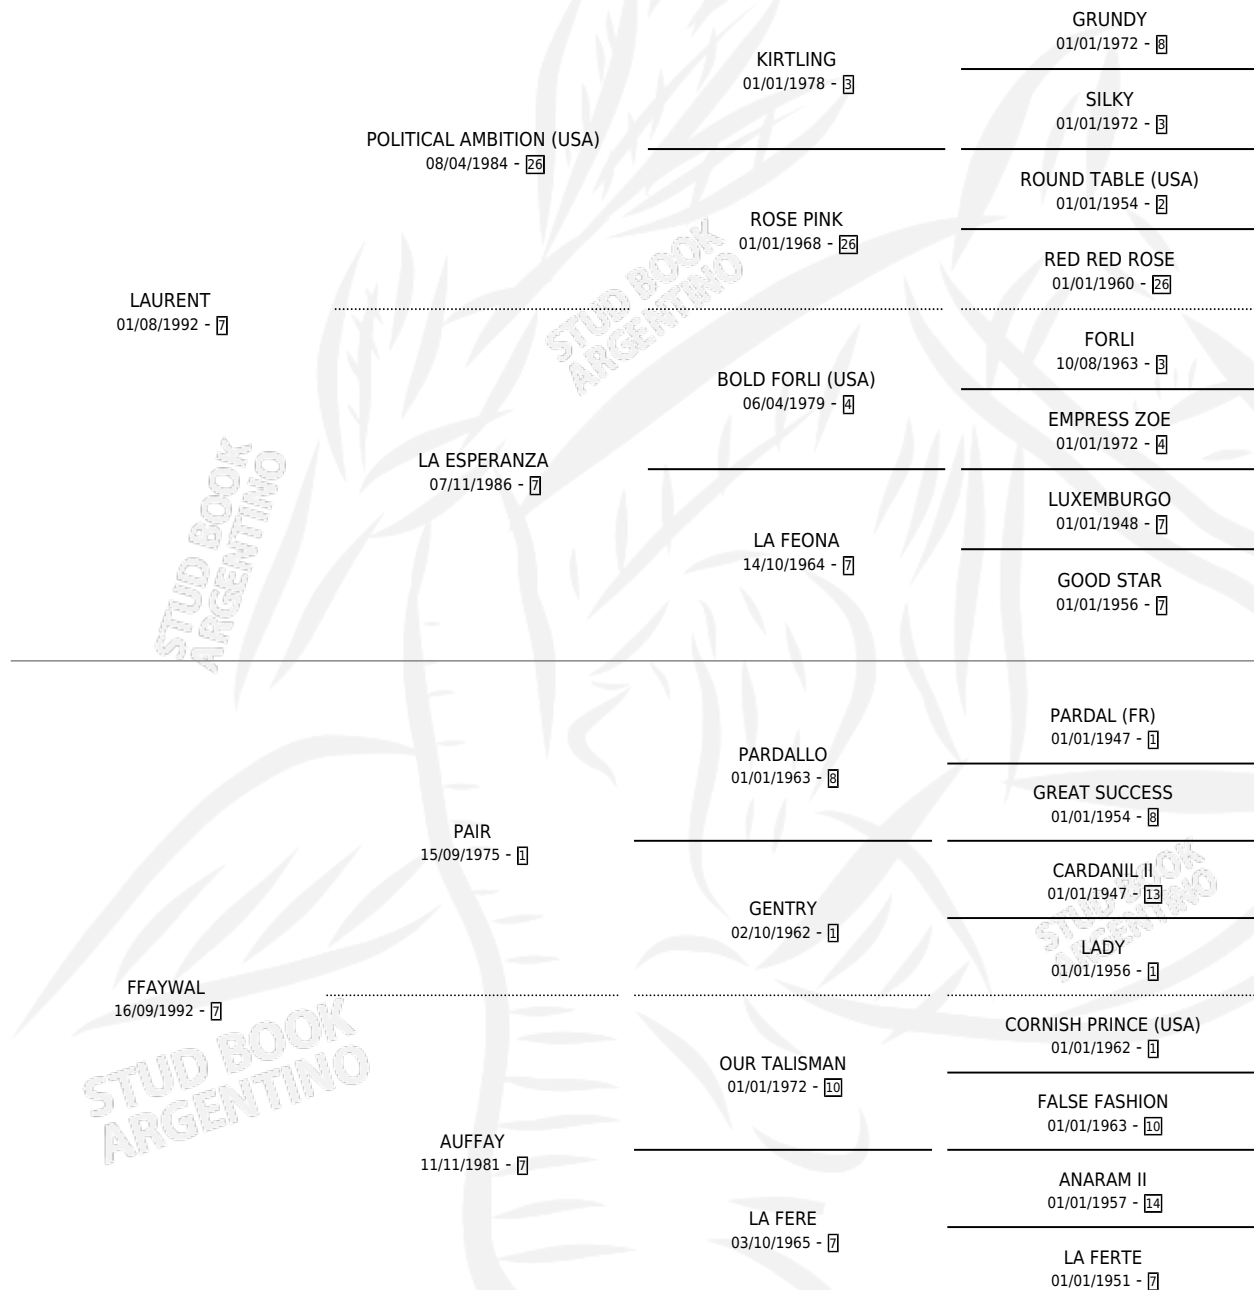 GRUNDY
01/01/1972 - 8
KIRTLING
01/01/1978 - 3
SILKY
01/01/1972 - 3
POLITICAL AMBITION (USA)
08/04/1984 - 26
ROUND TABLE (USA)
01/01/1954 - 2
ROSE PINK
01/01/1968 - 26
RED RED ROSE
01/01/1960 - 26
STUD BOOK
ARGENTINO
LAURENT
01/08/1992 - 7
FORLI
10/08/1963 - 3
BOLD FORLI (USA)
06/04/1979 - 4
EMPRESS ZOE
01/01/1972 - 4
LA ESPERANZA
07/11/1986 - 7
LUXEMBURGO
01/01/1948 - 7
LA FEONA
14/10/1964 - 7
GOOD STAR
01/01/1956 - 7
STUD BOOK
ARGENTINO
PARDAL (FR)
01/01/1947 - 1
PARDALLO
01/01/1963 - 8
GREAT SUCCESS
01/01/1954 - 8
PAIR
15/09/1975 - 1
CARDANIL II
01/01/1947 - 13
GENTRY
02/10/1962 - 1
LADY
01/01/1956 - 1
STUD BOOK
ARGENTINO
FFAYWAL
16/09/1992 - 7
CORNISH PRINCE (USA)
01/01/1962 - 1
OUR TALISMAN
01/01/1972 - 10
FALSE FASHION
01/01/1963 - 10
STUD BOOK
ARGENTINO
AUFFAY
11/11/1981 - 7
ANARAM II
01/01/1957 - 14
LA FERE
03/10/1965 - 7
LA FERTE
01/01/1951 - 7